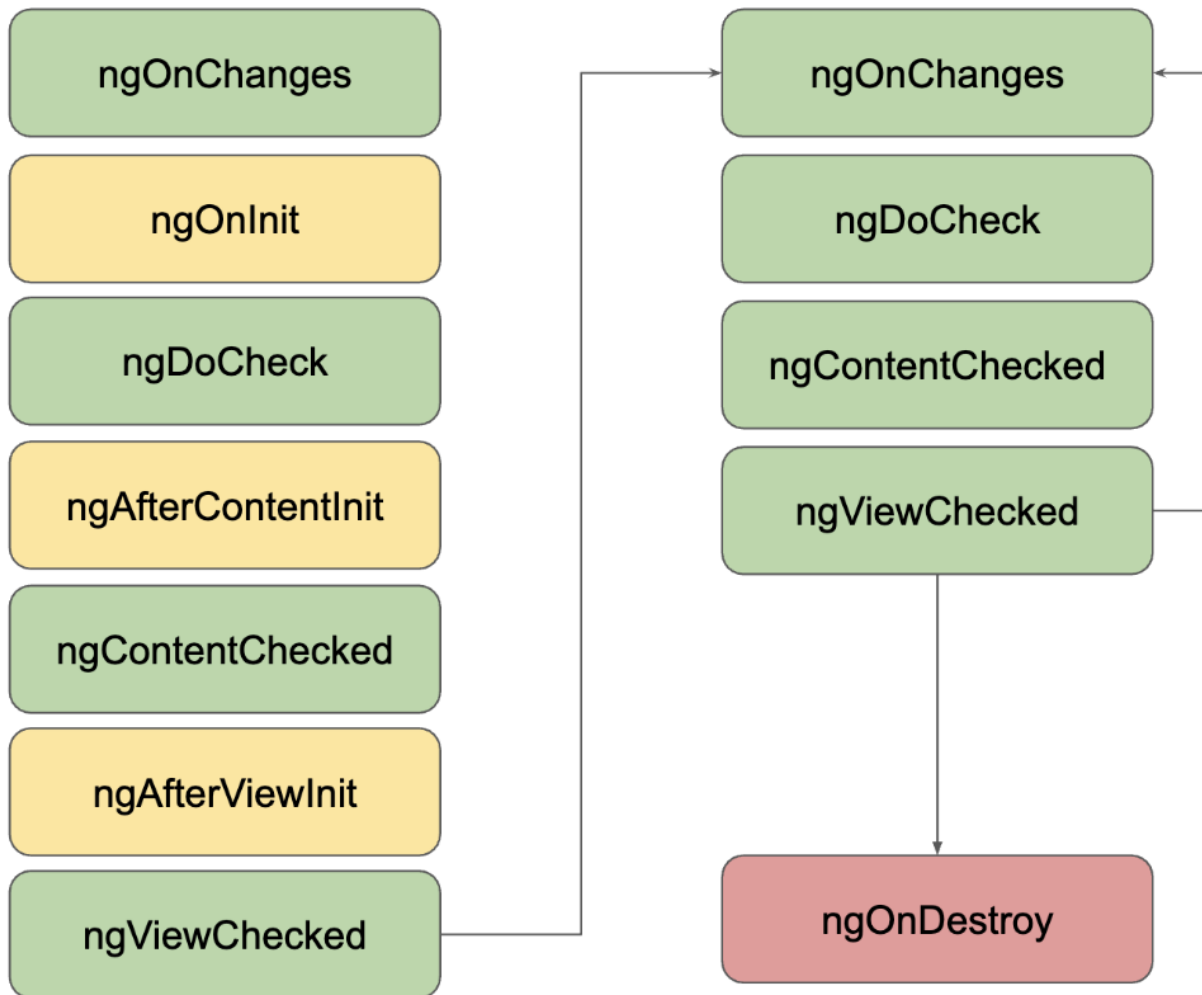 ngOnChanges
ngOnInit
ngDoCheck
ngAfterContentInit
ngContentChecked
ngAfterViewInit
ngViewChecked
ngOnChanges
ngDoCheck
ngContentChecked
ngViewChecked
ngOnDestroy